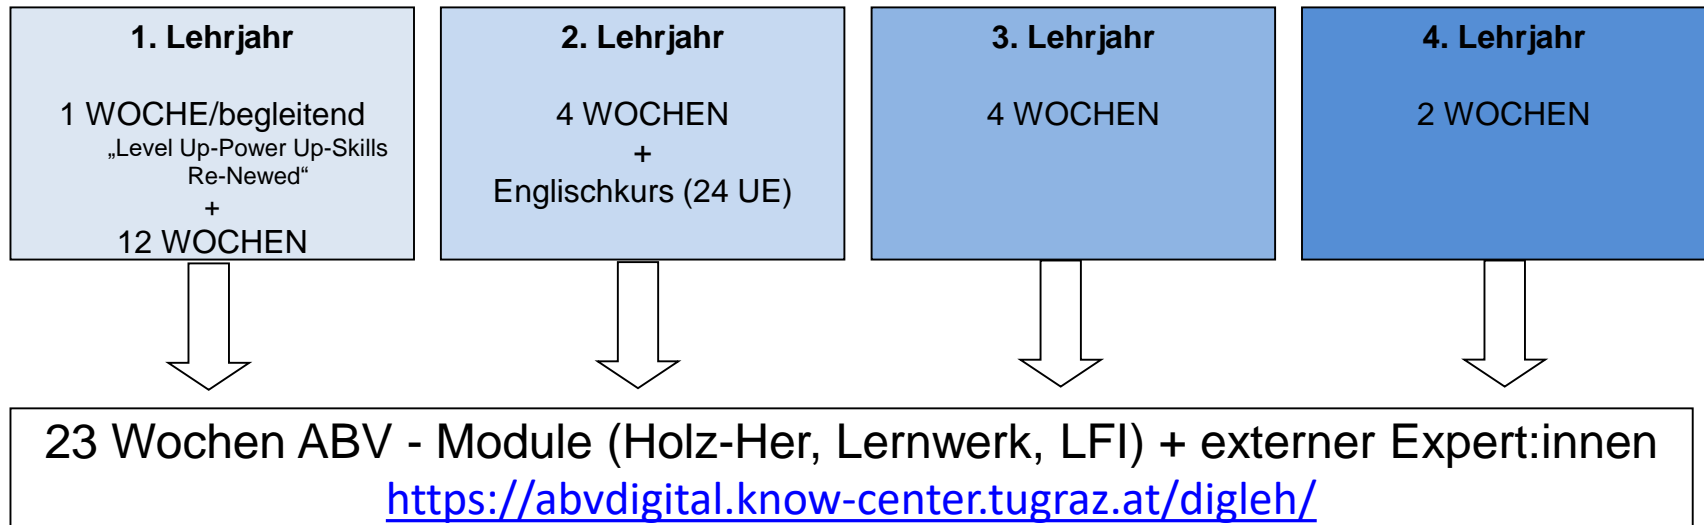 1. Lehrjahr
1 WOCHE/begleitend
„Level Up-Power Up-Skills
Re-Newed“
+
12 WOCHEN
2. Lehrjahr
4 WOCHEN
+
Englischkurs (24 UE)
3. Lehrjahr
4 WOCHEN
4. Lehrjahr
2 WOCHEN
23 Wochen ABV - Module (Holz-Her, Lernwerk, LFI) + externer Expert:innen
https://abvdigital.know-center.tugraz.at/digleh/